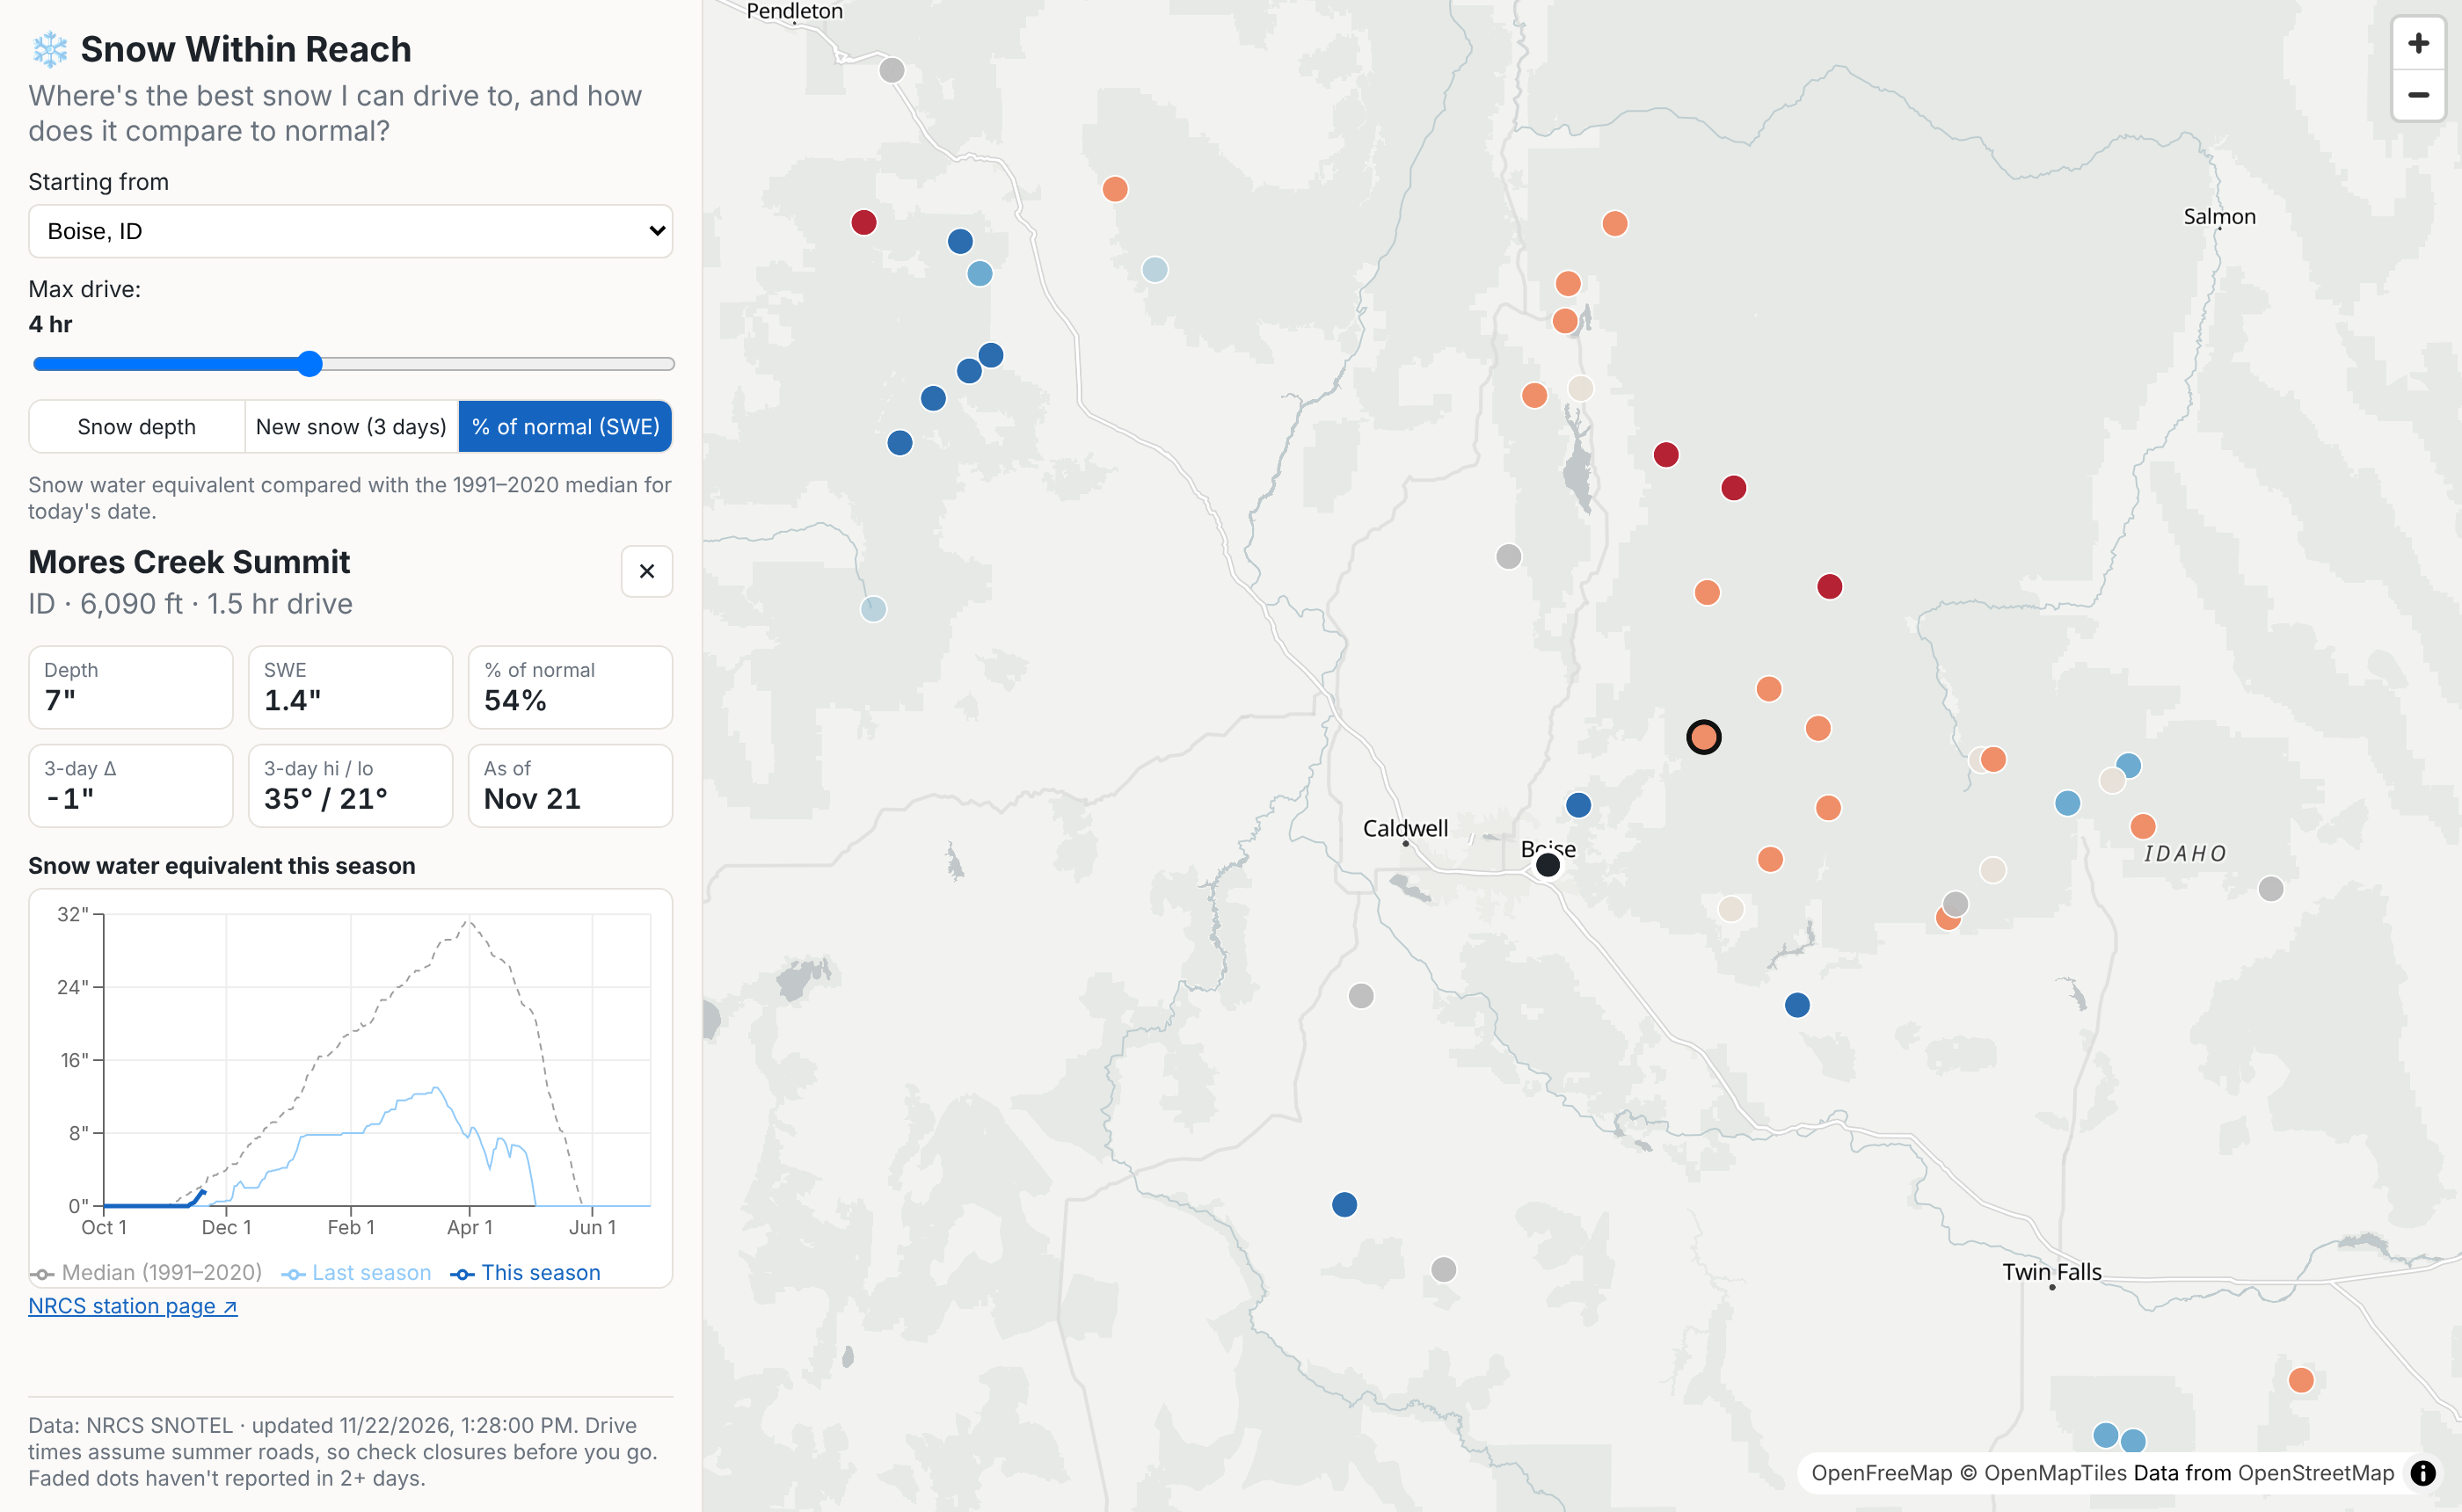 ❄️ Snow Within Reach
Where's the best snow I can drive to, and how
does it compare to normal?
Starting from
Boise, ID
Max drive:
4 hr
Snow depth
New snow (3 days)
% of normal (SWE)
Snow water equivalent compared with the 1991–2020 median for
today's date.
Mores Creek Summit
×
ID · 6,090 ft · 1.5 hr drive
Depth
7"
SWE
1.4"
% of normal
54%
3-day Δ
-1"
3-day hi / lo
35° / 21°
As of
Nov 21
Snow water equivalent this season
32"
24"
16"
8"
0"
Oct 1
Dec 1
Feb 1
Apr 1
Jun 1
Median (1991–2020)
Last season
This season
NRCS station page ↗
Data: NRCS SNOTEL · updated 11/22/2026, 1:28:00 PM. Drive
times assume summer roads, so check closures before you go.
Faded dots haven't reported in 2+ days.
Pendleton
+
−
Salmon
Caldwell
Boise
IDAHO
Twin Falls
OpenFreeMap © OpenMapTiles Data from OpenStreetMap